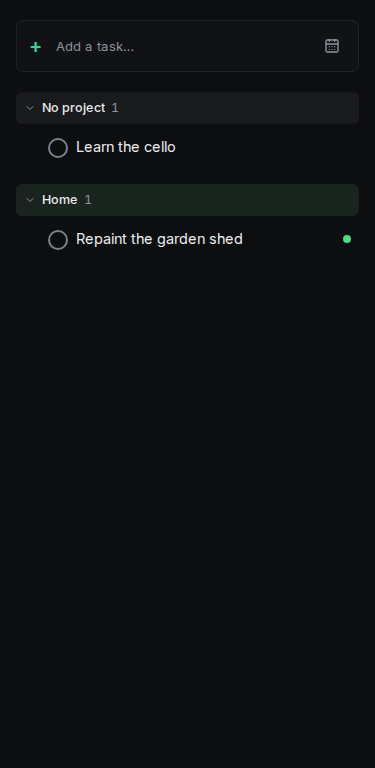 Add a task...
No project 1
Learn the cello
Home 1
Repaint the garden shed